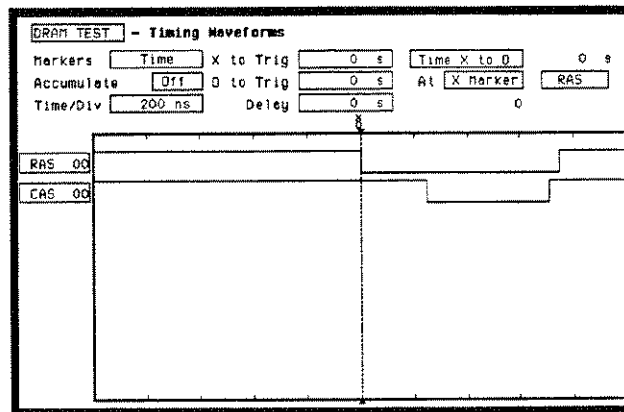 DRAM TEST - Timing Waveforms
Markers Time X to Trig 0 s Time X to O 0 s
Accumulate Off O to Trig 0 s At X Marker RAS
Time/Div 200 ns Delay 0 s 0
X
O
RAS 00
CAS 00